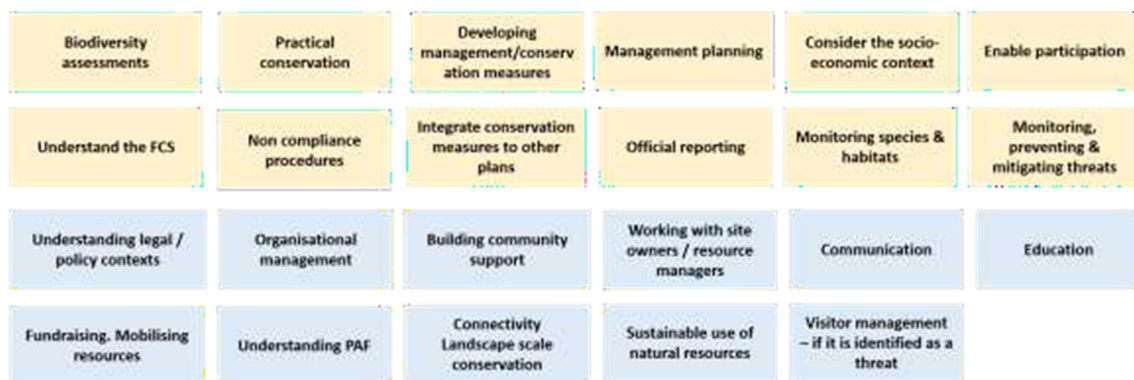 Biodiversity
assessments
Practical
conservation
Developing
management/conserv
ation measures
Management planning
Consider the socio-
economic context
Enable participation
Understand the FCS
Non compliance
procedures
Integrate conservation
measures to other
plans
Official reporting
Monitoring species &
habitats
Monitoring,
preventing &
mitigating threats
Understanding legal /
policy contexts
Organisational
management
Building community
support
Working with site
owners / resource
managers
Communication
Education
Fundraising. Mobilising
resources
Understanding PAF
Connectivity
Landscape scale
conservation
Sustainable use of
natural resources
Visitor management
– if it is identified as a
threat